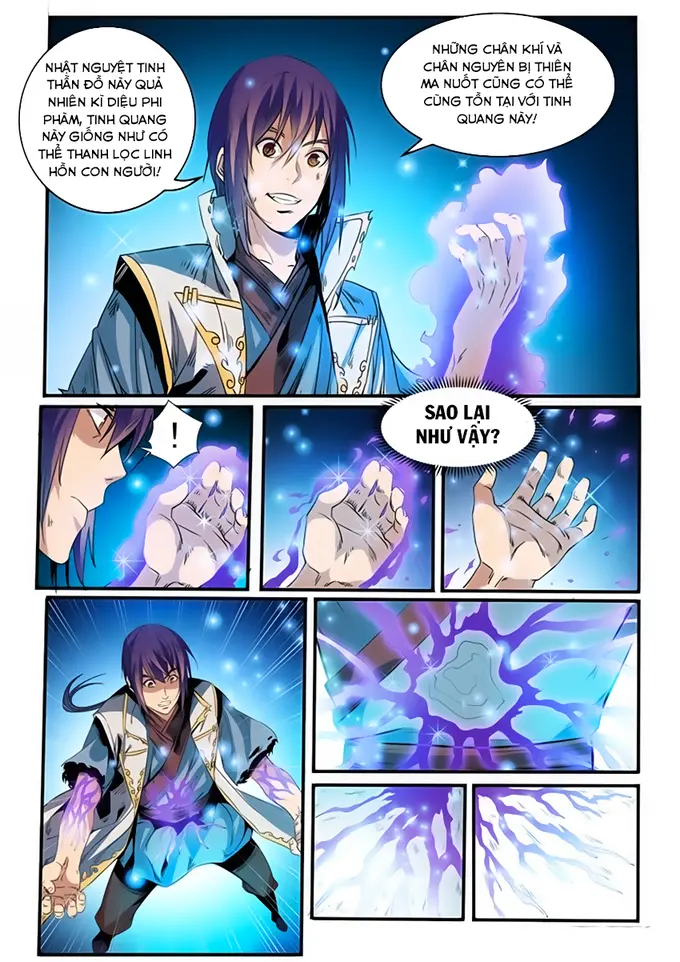 NHẬT NGUYỆT TINH
THẦN ĐỒ NÀY QUẢ
NHIÊN KÌ DIỆU PHI
PHÀM, TINH QUANG
NÀY GIỐNG NHƯ CÓ
THỂ THANH LỌC LINH
HỒN CON NGƯỜI!
NHỮNG CHÂN KHÍ VÀ
CHÂN NGUYÊN BỊ THIÊN
MA NUỐT CŨNG CÓ THỂ
CÙNG TỒN TẠI VỚI TINH
QUANG NÀY!
!
SAO LẠI
NHƯ VẬY?